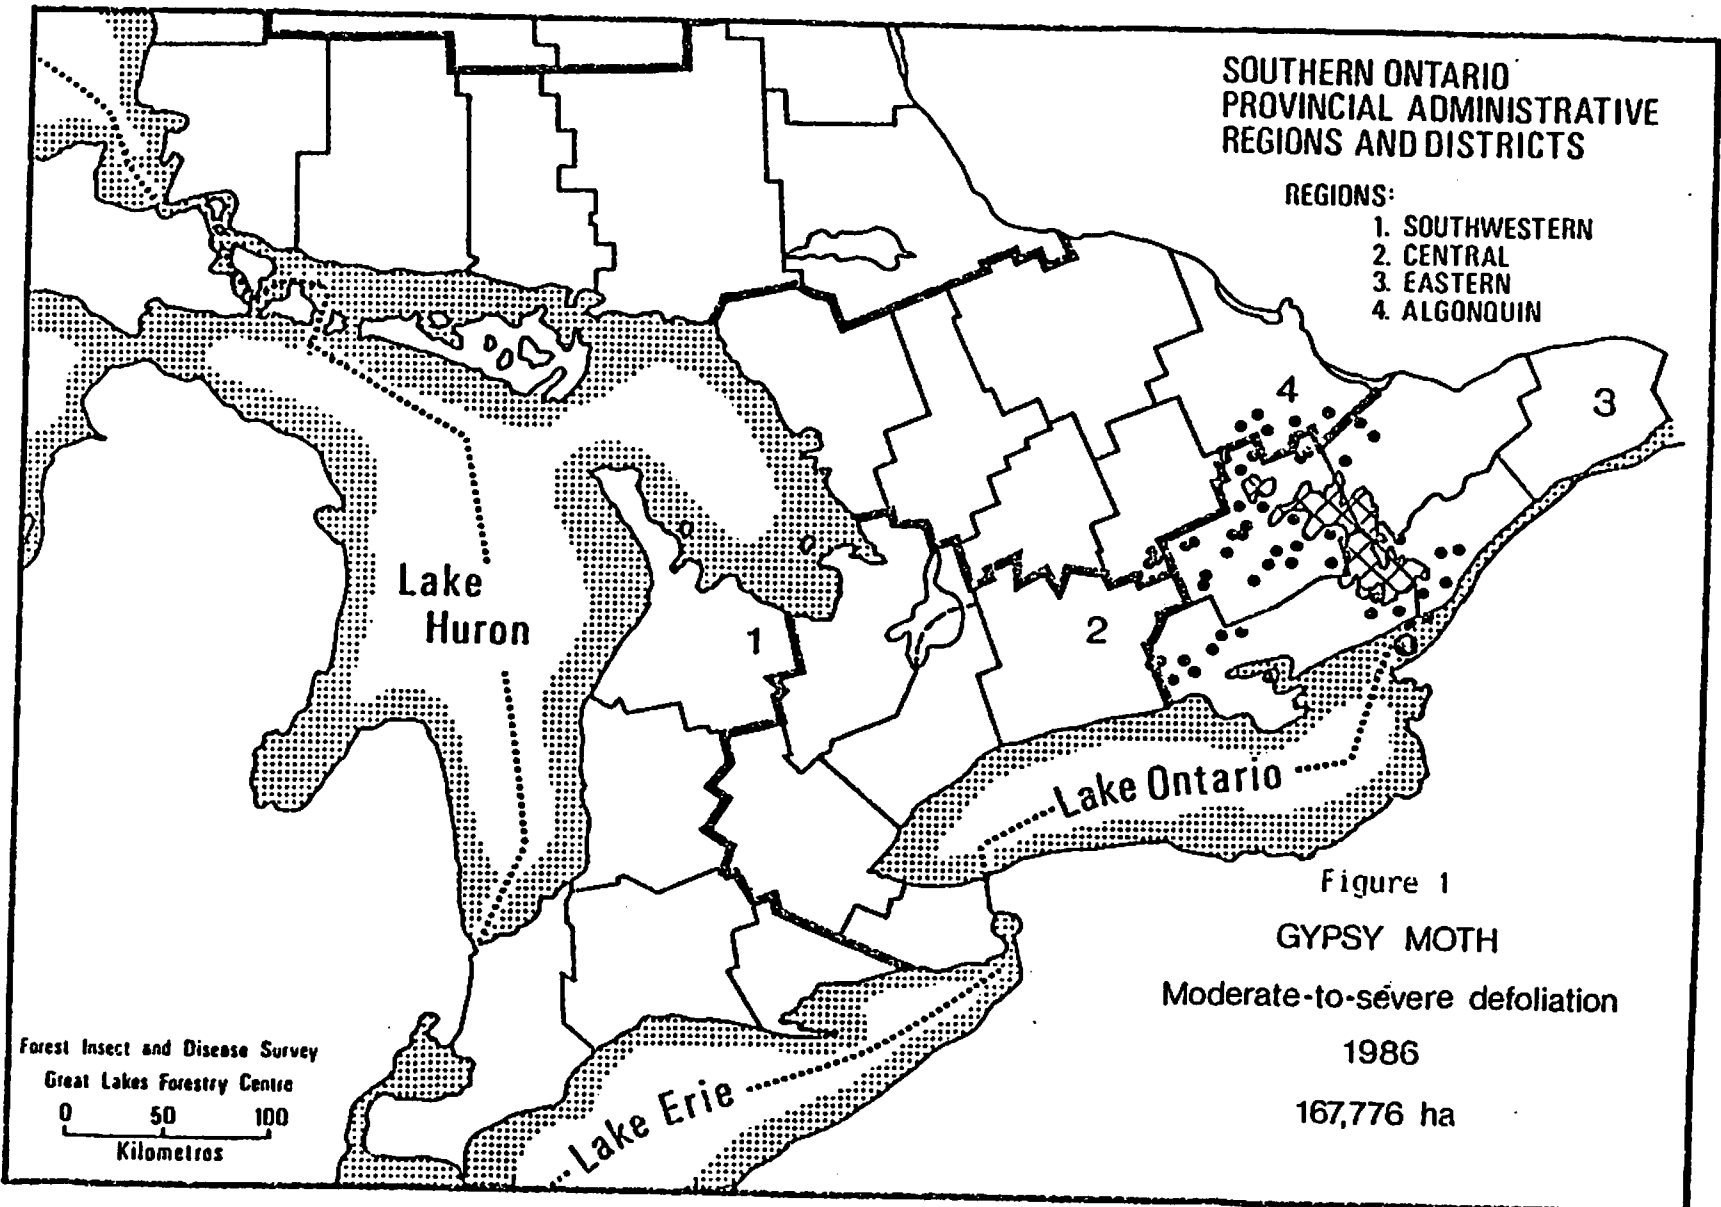 SOUTHERN ONTARIO
PROVINCIAL ADMINISTRATIVE
REGIONS AND DISTRICTS
REGIONS:
1. SOUTHWESTERN
2. CENTRAL
3. EASTERN
4. ALGONQUIN
4
3
Lake
Huron
1
2
Lake Ontario
Figure 1
GYPSY MOTH
Moderate-to-severe defoliation
1986
167,776 ha
Forest Insect and Disease Survey
Great Lakes Forestry Centre
0 50 100
Kilometres
Lake Erie